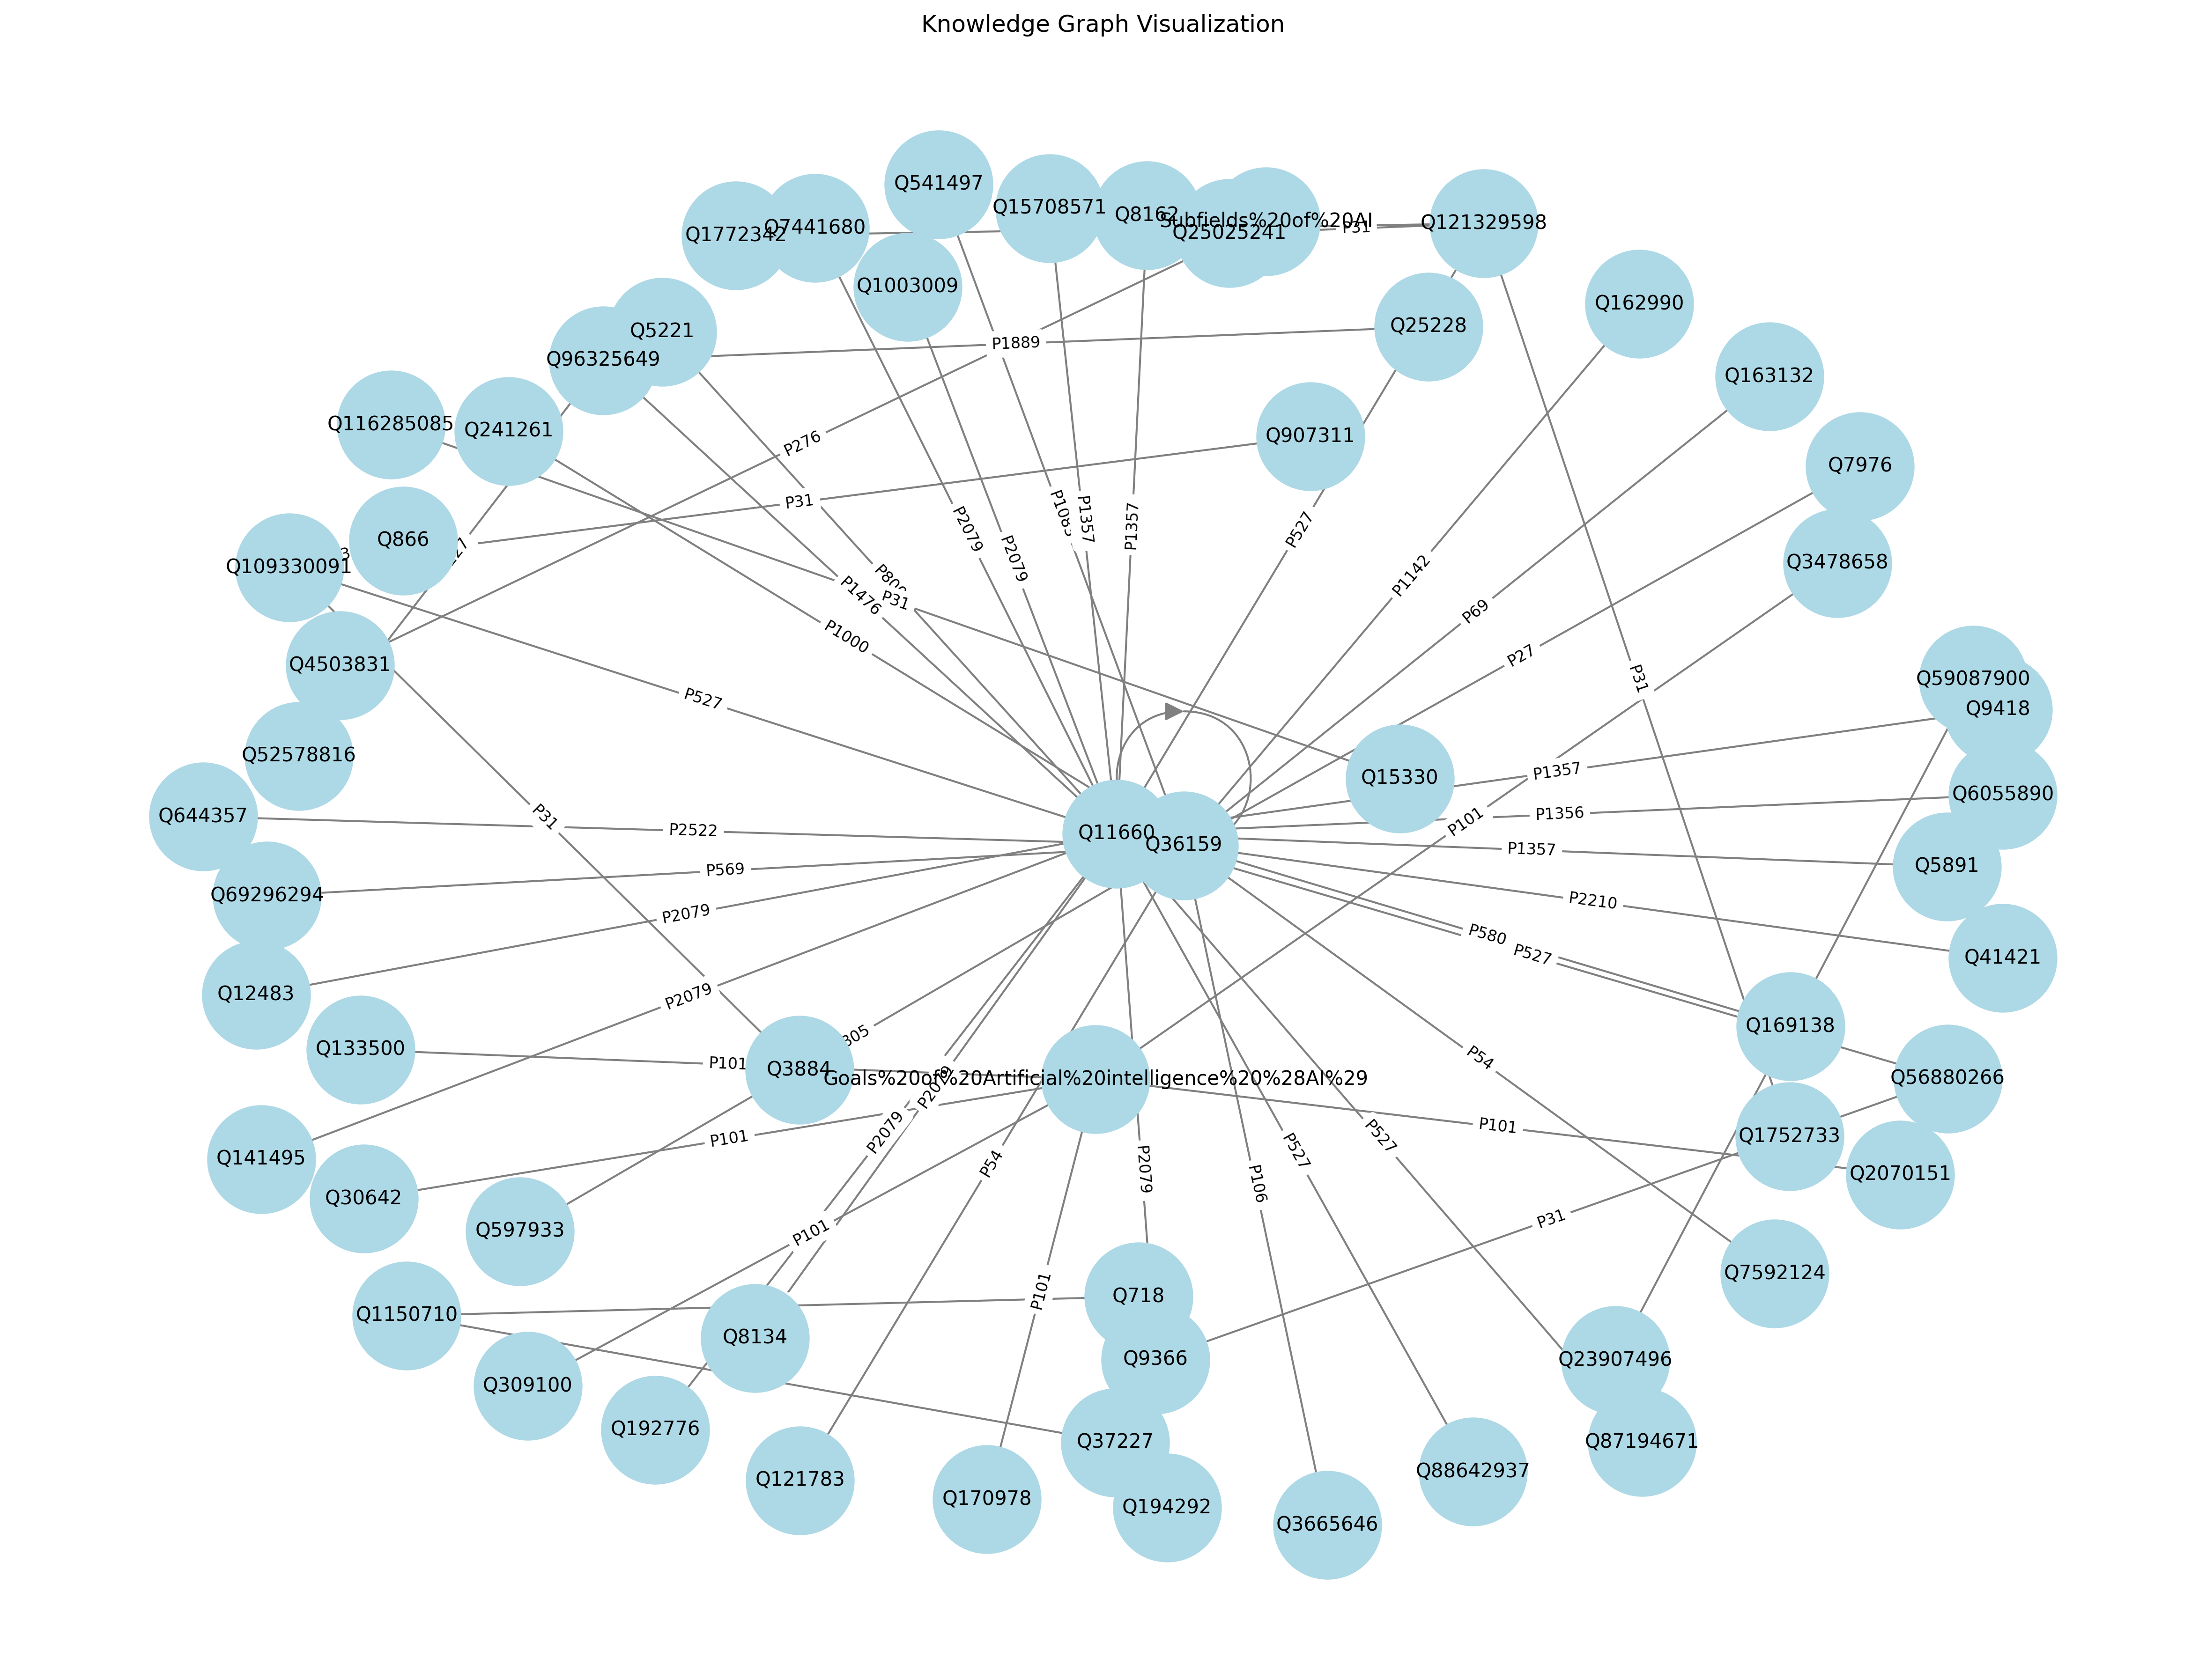 Knowledge Graph Visualization
Q541497
Q15708571
Q8162
Subfields%20of%20AI
Q25025241
P31
Q121329598
Q1772342
Q7441680
Q1003009
Q162990
Q5221
Q96325649
P1889
Q25228
Q163132
Q116285085
Q241261
P276
Q907311
Q7976
P31
P2079
P1357
P1357
P527
Q866
Q109330091
P2079
P1142
Q3478658
P1476
P31
P69
P1000
P27
Q4503831
P527
P31
Q59087900
Q9418
Q52578816
Q15330
P1357
Q6055890
Q644357
P31
P2522
Q11660
Q36159
P101
P1356
P1357
Q5891
P569
Q69296294
P2079
P2210
P580
P527
Q41421
Q12483
P2079
Q169138
Q133500
P101
Q3884
Goals%20of%20Artificial%20intelligence%20%28AI%29
P54
Q56880266
P2079
P2079
P101
P101
Q1752733
Q141495
Q30642
P54
P2079
P106
P527
P527
Q2070151
Q597933
P101
P31
Q7592124
Q1150710
P101
Q718
Q8134
Q9366
Q23907496
Q309100
Q192776
Q37227
Q87194671
Q121783
Q170978
Q194292
Q3665646
Q88642937